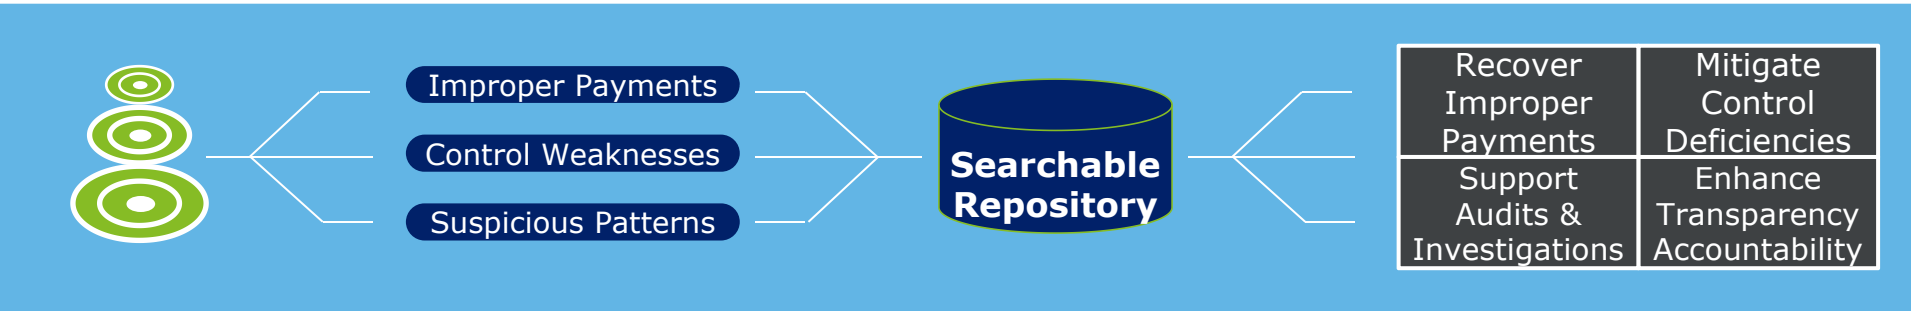 Improper Payments
Control Weaknesses
Suspicious Patterns
Searchable
Repository
Recover
Improper
Payments
Mitigate
Control
Deficiencies
Support
Audits &
Investigations
Enhance
Transparency
Accountability